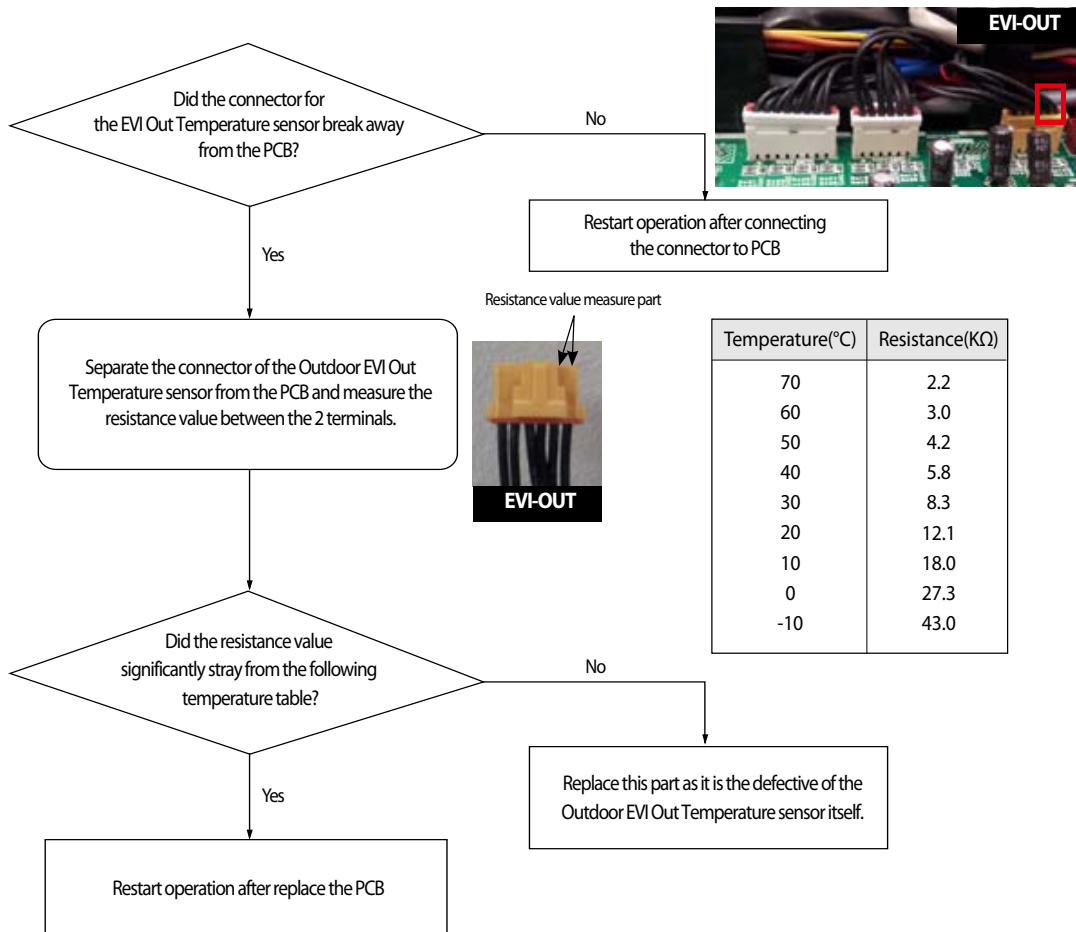 EVI-OUT
Did the connector for
the EVI Out Temperature sensor break away
from the PCB?
No
Restart operation after connecting
the connector to PCB
Yes
Resistance value measure part
Separate the connector of the Outdoor EVI Out
Temperature sensor from the PCB and measure the
resistance value between the 2 terminals.
EVI-OUT
Temperature(°C) Resistance(KΩ)
70 2.2
60 3.0
50 4.2
40 5.8
30 8.3
20 12.1
10 18.0
0 27.3
-10 43.0
Did the resistance value
significantly stray from the following
temperature table?
No
Replace this part as it is the defective of the
Outdoor EVI Out Temperature sensor itself.
Yes
Restart operation after replace the PCB